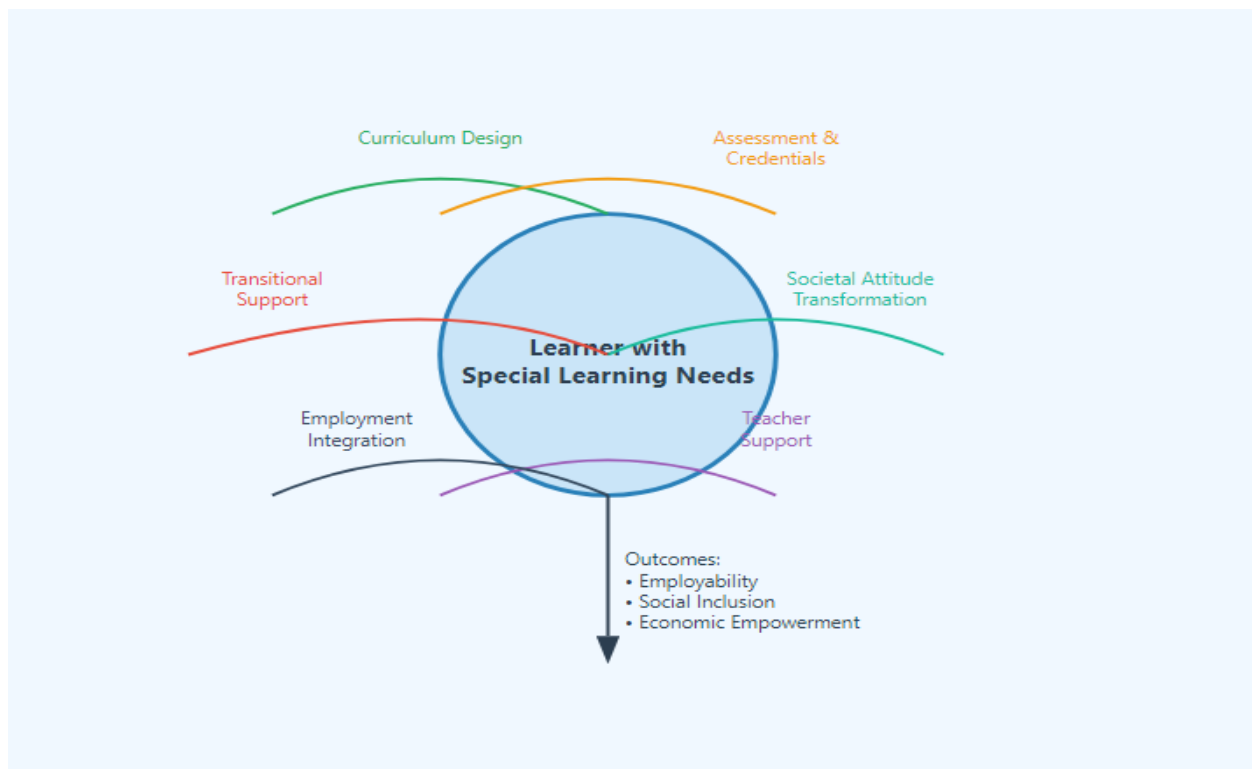 Curriculum Design
Assessment &
Credentials
Transitional
Support
Societal Attitude
Transformation
Learner with
Special Learning Needs
Employment
Integration
Teacher
Support
Outcomes:
• Employability
• Social Inclusion
• Economic Empowerment